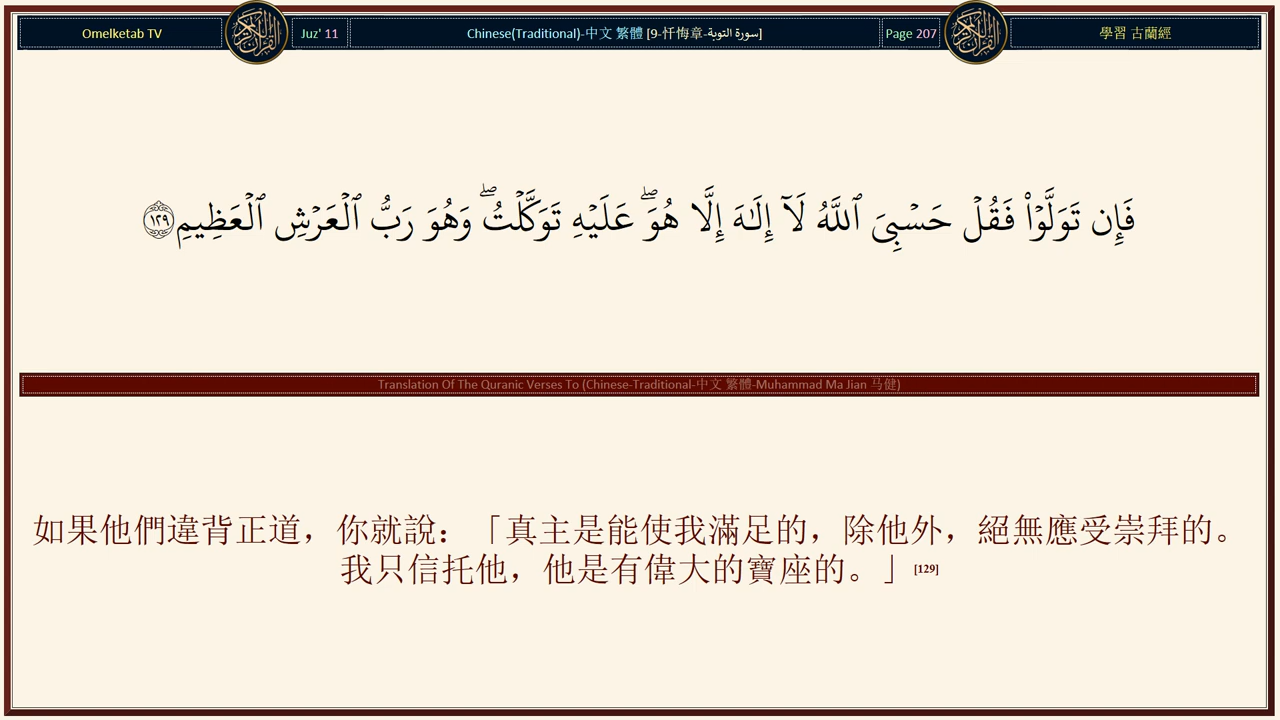 Omelketab TV
Juz' 11
Chinese(Traditional)-中文 繁體 [9-忏悔章-سورة التوبة]
Page 207
學習 古蘭經
فَإِن تَوَلَّوۡاْ فَقُلۡ حَسۡبِيَ ٱللَّهُ لَآ إِلَٰهَ إِلَّا هُوَۖ عَلَيۡهِ تَوَكَّلۡتُۖ وَهُوَ رَبُّ ٱلۡعَرۡشِ ٱلۡعَظِيمِ ١٢٩
Translation Of The Quranic Verses To (Chinese-Traditional-中文 繁體-Muhammad Ma Jian 马健)
如果他們違背正道，你就說：「真主是能使我滿足的，除他外，絕無應受崇拜的。
我只信托他，他是有偉大的寶座的。」[129]